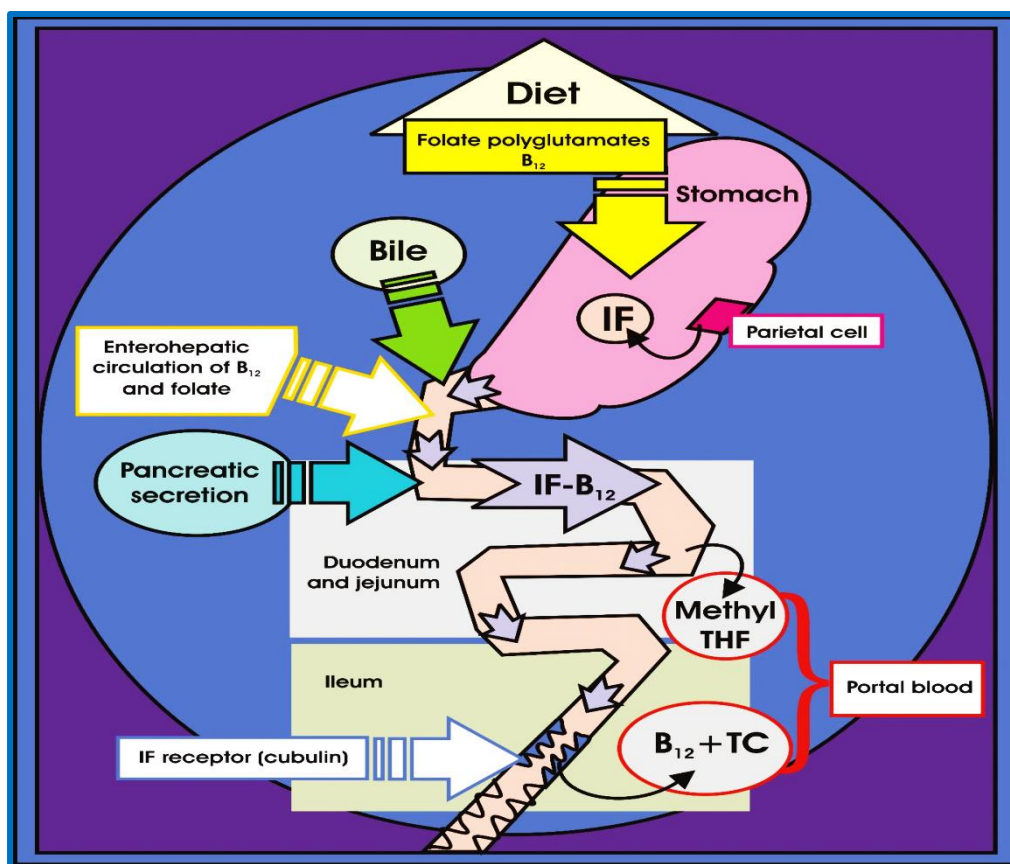 Diet
Folate polyglutamates
B₁₂
Stomach
Bile
IF
Parietal cell
Enterohepatic
circulation of B₁₂
and folate
Pancreatic
secretion
IF-B₁₂
Duodenum
and jejunum
Methyl
THF
Portal blood
Ileum
IF receptor (cubulin)
B₁₂+TC